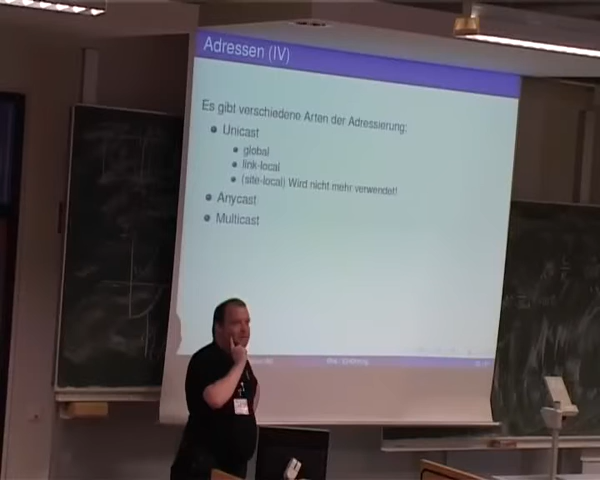 Adressen (IV)
Es gibt verschiedene Arten der Adressierung:
Unicast
global
link-local
(site-local) Wird nicht mehr verwendet!
Anycast
Multicast